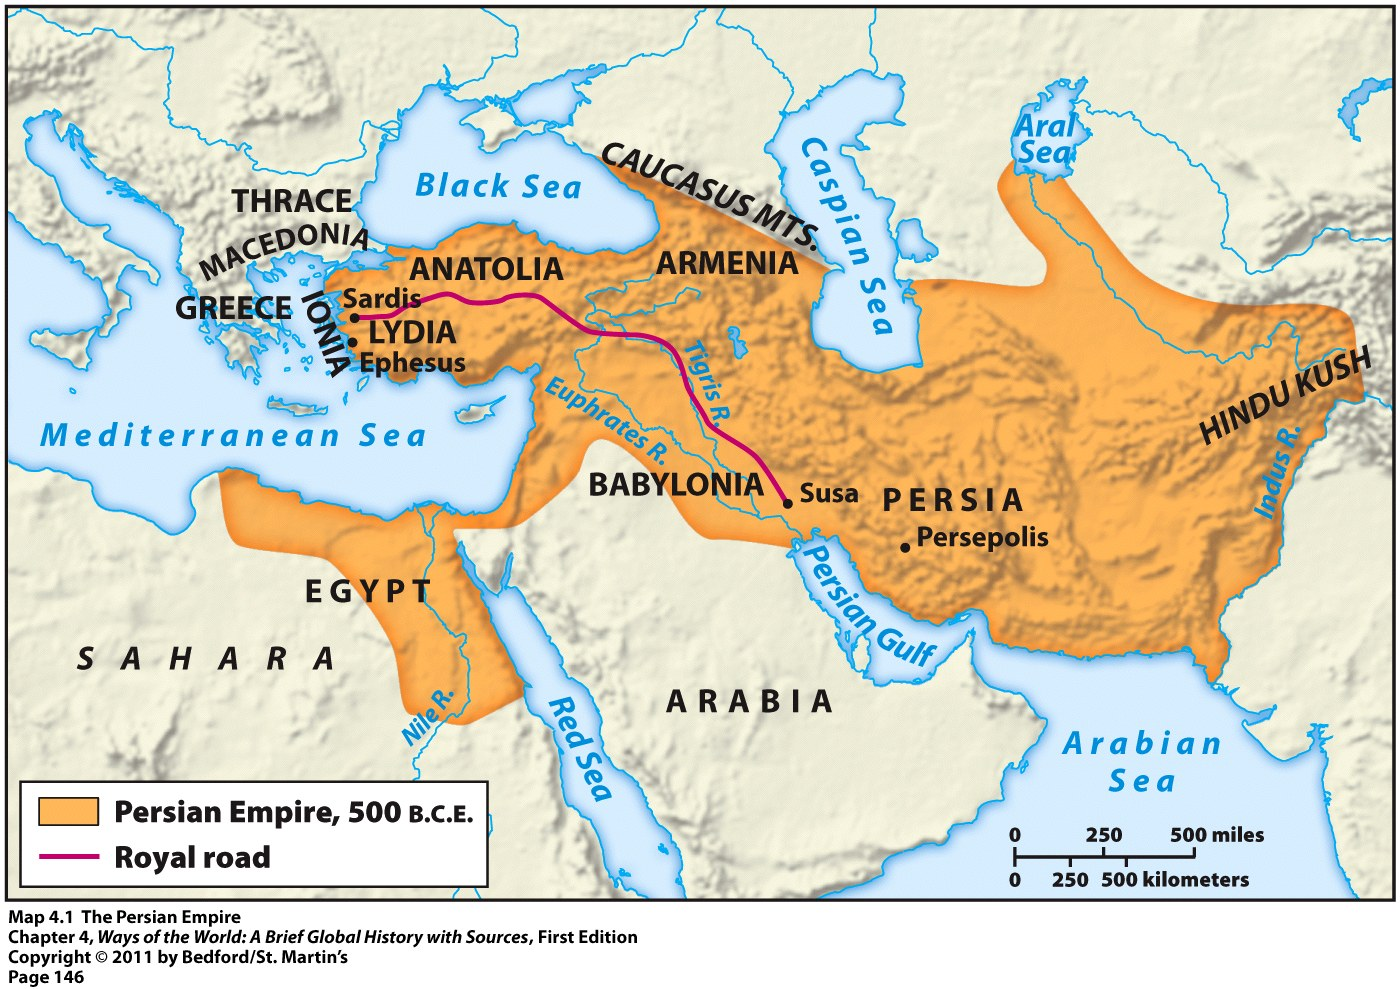 Aral
Sea
Black Sea
CAUCASUS MTS.
Caspian Sea
THRACE
MACEDONIA
ANATOLIA
ARMENIA
GREECE
IONIA
Sardis
LYDIA
Ephesus
Tigris R.
Euphrates R.
HINDU KUSH
Mediterranean Sea
Indus R.
BABYLONIA
Susa
PERSIA
Persepolis
Persian Gulf
EGYPT
SAHARA
Nile R.
Red Sea
ARABIA
Arabian
Sea
Persian Empire, 500 B.C.E.
Royal road
0 250 500 miles
0 250 500 kilometers
Map 4.1 The Persian Empire
Chapter 4, Ways of the World: A Brief Global History with Sources, First Edition
Copyright © 2011 by Bedford/St. Martin's
Page 146